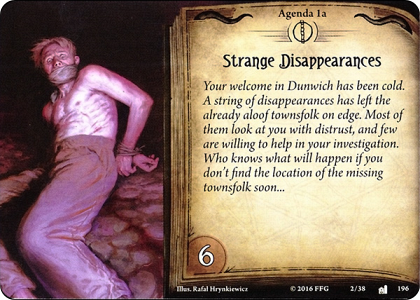 Agenda 1a
Strange Disappearances
Your welcome in Dunwich has been cold.
A string of disappearances has left the
already aloof townsfolk on edge. Most of
them look at you with distrust, and few
are willing to help in your investigation.
Who knows what will happen if you
don't find the location of the missing
townsfolk soon...
6
Illus. Rafał Hrynkiewicz © 2016 FFG 2/38 196